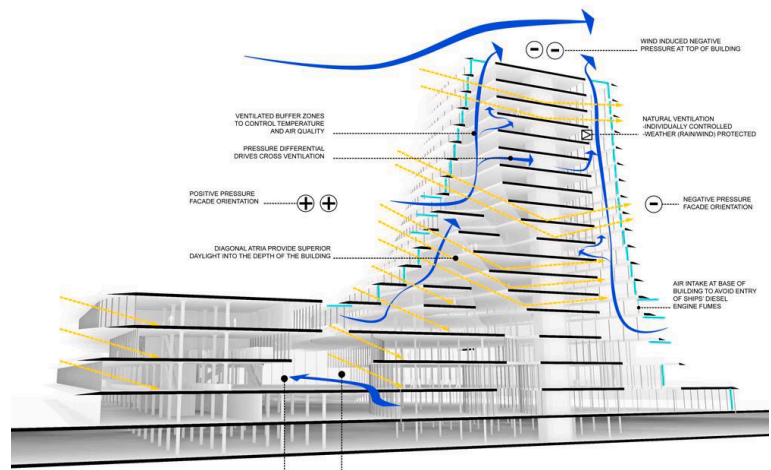 WIND INDUCED NEGATIVE
PRESSURE AT TOP OF BUILDING
VENTILATED BUFFER ZONES
TO CONTROL TEMPERATURE
AND AIR QUALITY
NATURAL VENTILATION
-INDIVIDUALLY CONTROLLED
-WEATHER (RAIN/WIND) PROTECTED
PRESSURE DIFFERENTIAL
DRIVES CROSS VENTILATION
POSITIVE PRESSURE
FACADE ORIENTATION
NEGATIVE PRESSURE
FACADE ORIENTATION
DIAGONAL ATRIA PROVIDE SUPERIOR
DAYLIGHT INTO THE DEPTH OF THE BUILDING
AIR INTAKE AT BASE OF
BUILDING TO AVOID ENTRY
OF SHIPS' DIESEL
ENGINE FUMES